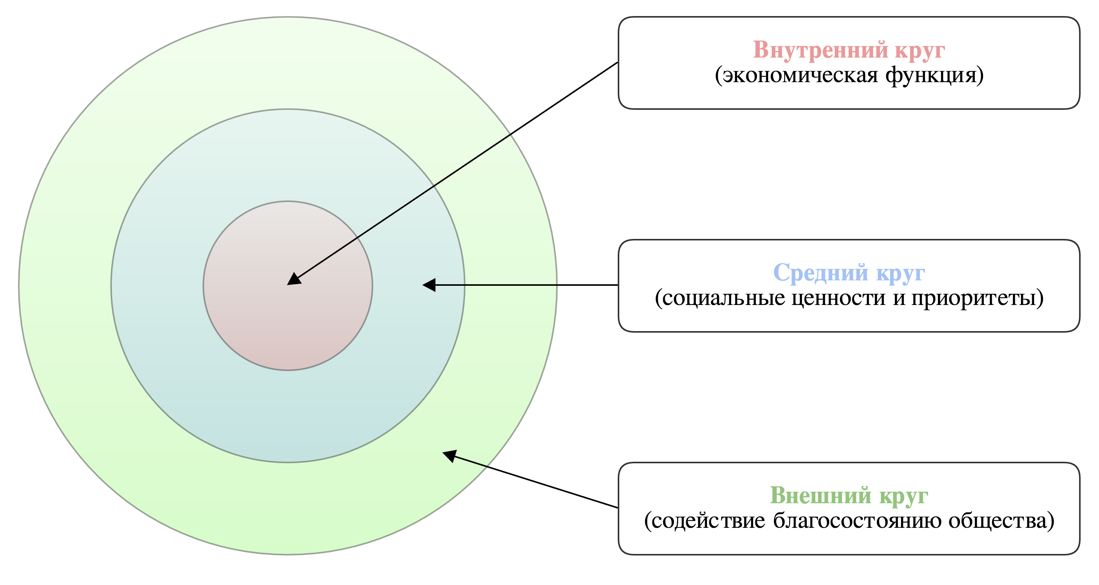 Внутренний круг
(экономическая функция)
Средний круг
(социальные ценности и приоритеты)
Внешний круг
(содействие благосостоянию общества)